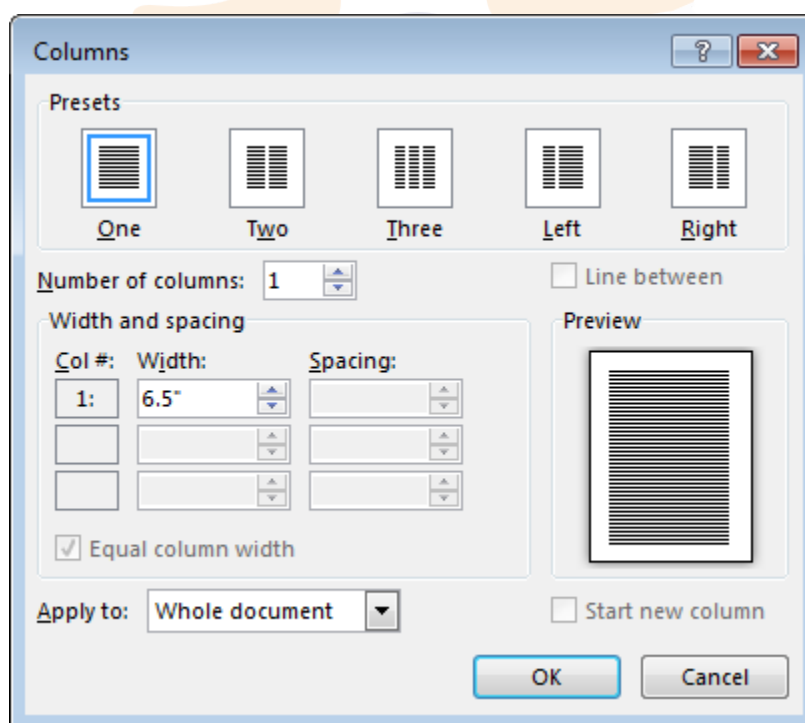 Columns
Presets
One Two Three Left Right
Number of columns: 1
Line between
Width and spacing
Preview
Col #: Width: Spacing:
1: 6.5"
Equal column width
Apply to: Whole document
Start new column
OK Cancel